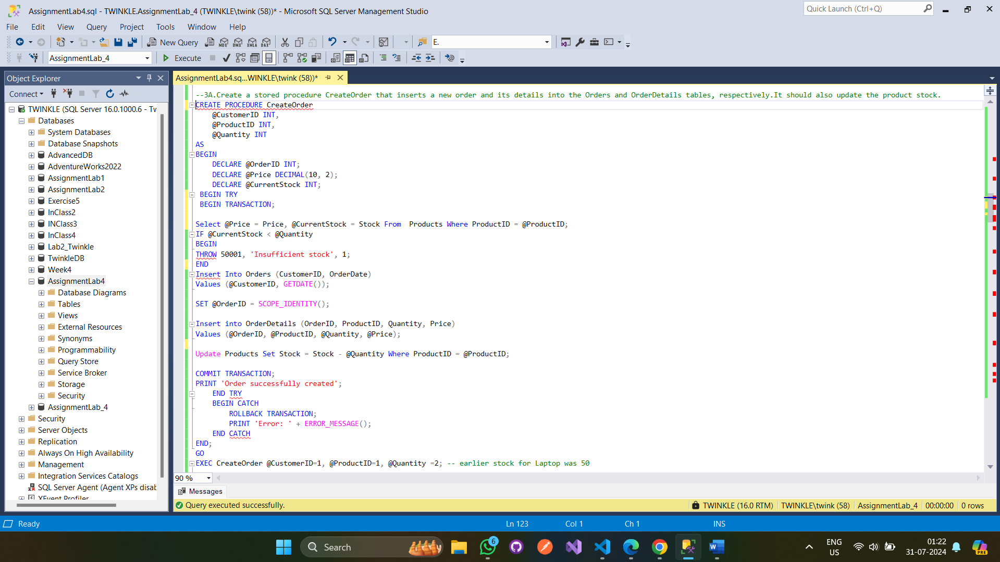 AssignmentLab4.sql - TWINKLE.AssignmentLab_4 (TWINKLE\twink (58))* - Microsoft SQL Server Management Studio
Quick Launch (Ctrl+Q)
File Edit View Query Project Tools Window Help
New Query
MDX DMX XMLA DAX
E.
AssignmentLab_4
Execute
Object Explorer
Connect
TWINKLE (SQL Server 16.0.1000.6 - Tw
Databases
System Databases
Database Snapshots
AdvancedDB
AdventureWorks2022
AssignmentLab1
AssignmentLab2
Exercise5
InClass2
INClass3
InClass4
Lab2_Twinkle
TwinkleDB
Week4
AssignmentLab4
Database Diagrams
Tables
Views
External Resources
Synonyms
Programmability
Query Store
Service Broker
Storage
Security
AssignmentLab_4
Security
Server Objects
Replication
Always On High Availability
Management
Integration Services Catalogs
SQL Server Agent (Agent XPs disab
XEvent Profiler
AssignmentLab4.sq...WINKLE\twink (58))*
--3A.Create a stored procedure CreateOrder that inserts a new order and its details into the Orders and OrderDetails tables, respectively.It should also update the product stock.
CREATE PROCEDURE CreateOrder
@CustomerID INT,
@ProductID INT,
@Quantity INT
AS
BEGIN
DECLARE @OrderID INT;
DECLARE @Price DECIMAL(10, 2);
DECLARE @CurrentStock INT;
BEGIN TRY
BEGIN TRANSACTION;
Select @Price = Price, @CurrentStock = Stock From  Products Where ProductID = @ProductID;
IF @CurrentStock < @Quantity
BEGIN
THROW 50001, 'Insufficient stock', 1;
END
Insert Into Orders (CustomerID, OrderDate)
Values (@CustomerID, GETDATE());
SET @OrderID = SCOPE_IDENTITY();
Insert into OrderDetails (OrderID, ProductID, Quantity, Price)
Values (@OrderID, @ProductID, @Quantity, @Price);
Update Products Set Stock = Stock - @Quantity Where ProductID = @ProductID;
COMMIT TRANSACTION;
PRINT 'Order successfully created';
END TRY
BEGIN CATCH
ROLLBACK TRANSACTION;
PRINT 'Error: ' + ERROR_MESSAGE();
END CATCH
END;
GO
EXEC CreateOrder @CustomerID=1, @ProductID=1, @Quantity =2; -- earlier stock for Laptop was 50
90 %
Messages
Query executed successfully.
TWINKLE (16.0 RTM) TWINKLE\twink (58) AssignmentLab_4 00:00:00 0 rows
Ready
Ln 123 Col 1 Ch 1 INS
Search
6
ENG
US
01:22
31-07-2024
PRE